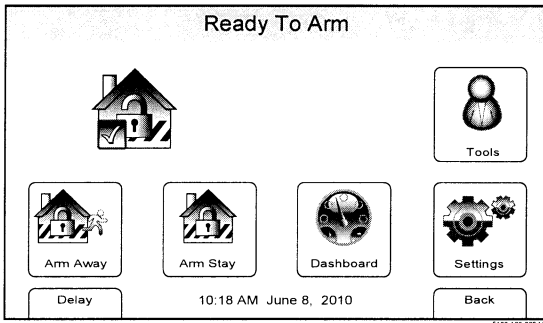 Ready To Arm
Tools
Arm Away
Arm Stay
Dashboard
Settings
Delay
10:18 AM June 8, 2010
Back